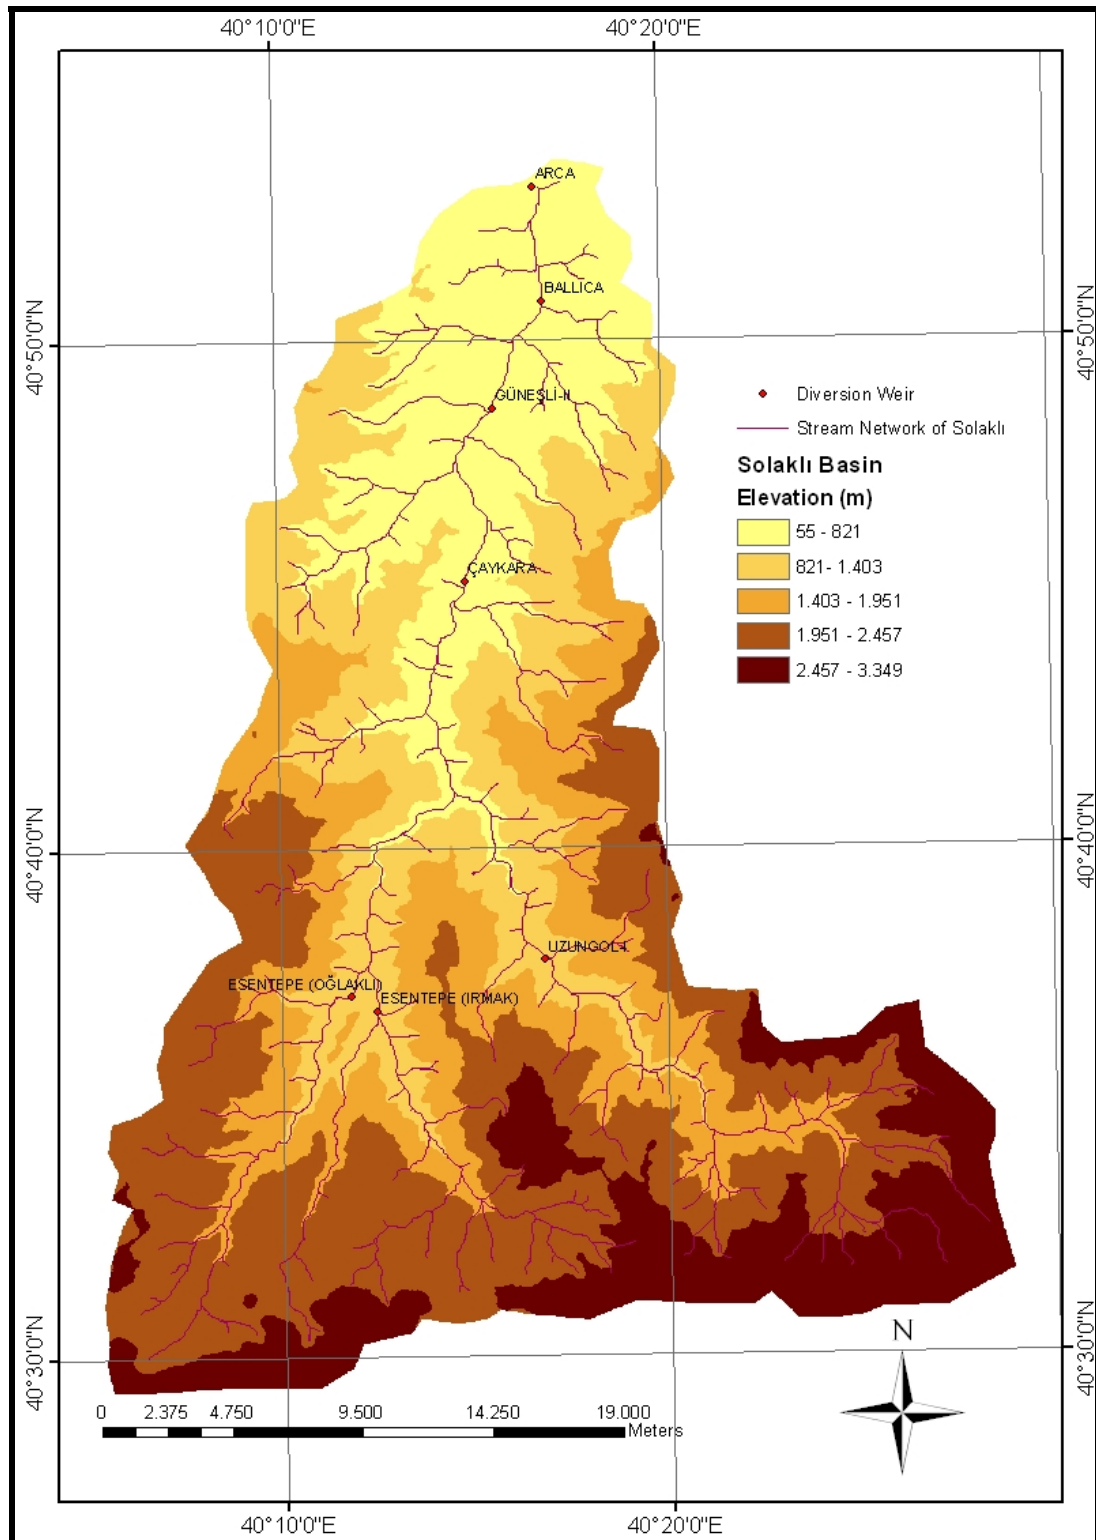 40°10'0"E 40°20'0"E
ARCA
BALLICA
40°50'0"N 40°50'0"N
GÜNEŞLİ-II
Diversion Weir
Stream Network of Solaklı
Solaklı Basin
Elevation (m)
55 - 821
821- 1.403
1.403 - 1.951
1.951 - 2.457
2.457 - 3.349
ÇAYKARA
40°40'0"N 40°40'0"N
UZUNGÖL-I
ESENTEPE (OĞLAKLI)
ESENTEPE (IRMAK)
40°30'0"N 40°30'0"N
N
0 2.375 4.750 9.500 14.250 19.000
Meters
40°10'0"E 40°20'0"E